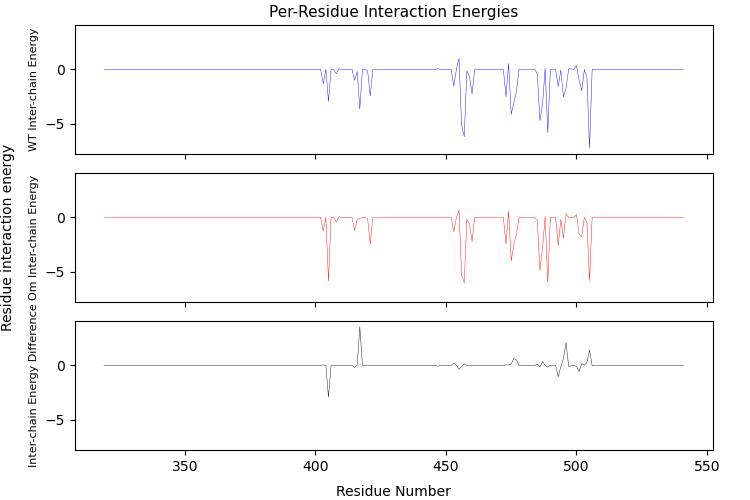 Per-Residue Interaction Energies
Residue interaction energy
WT Inter-chain Energy
0
−5
Om Inter-chain Energy
0
−5
Inter-chain Energy Difference
0
−5
350
400
450
500
550
Residue Number